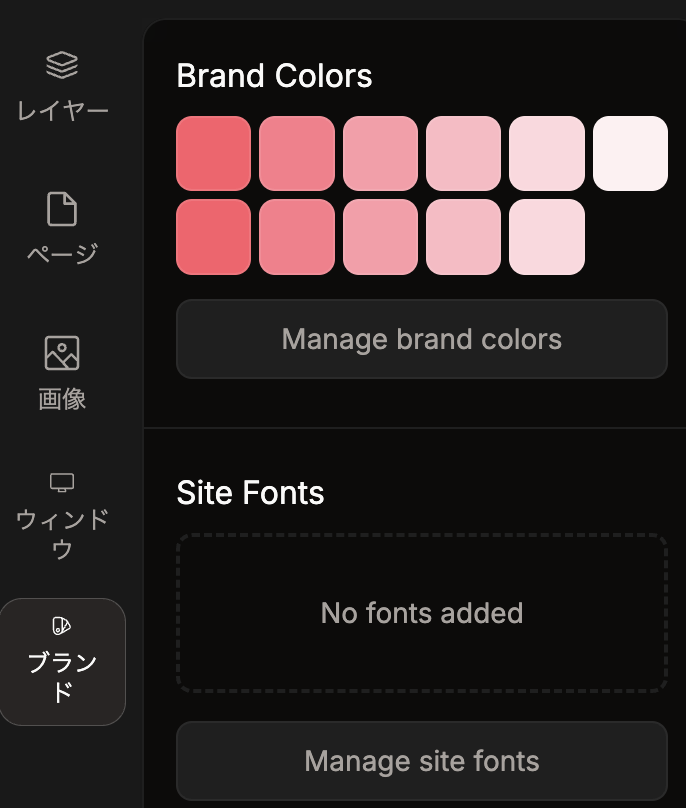 レイヤー
ページ
画像
ウィンド
ウ
ブラン
ド
Brand Colors
Manage brand colors
Site Fonts
No fonts added
Manage site fonts